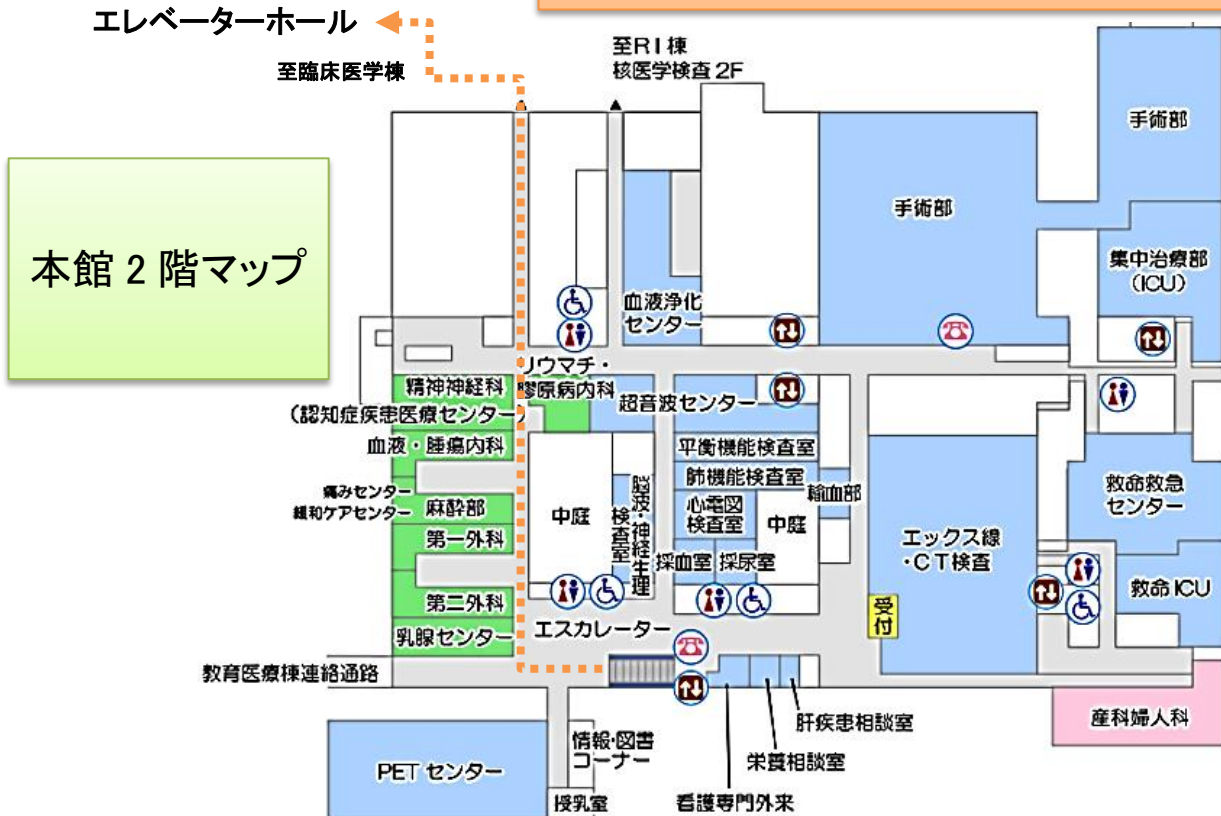 エレベーターホール
至臨床医学棟
至RI棟
核医学検査2F
本館2階マップ
手術部
手術部
集中治療部
(ICU)
血液浄化
センター
リウマチ・
膠原病内科
精神神経科
(認知症疾患医療センター)
超音波センター
血液・腫瘍内科
平衡機能検査室
肺機能検査室
痛みセンター
緩和ケアセンター
麻酔部
中庭
脳波・神経生理
検査室
心電図
検査室
中庭
輸血部
救命救急
センター
第一外科
エックス線
・CT検査
採血室
採尿室
第二外科
救命ICU
受付
乳腺センター
エスカレーター
教育医療棟連絡通路
産科婦人科
肝疾患相談室
情報・図書
コーナー
栄養相談室
PETセンター
授乳室
看護専門外来